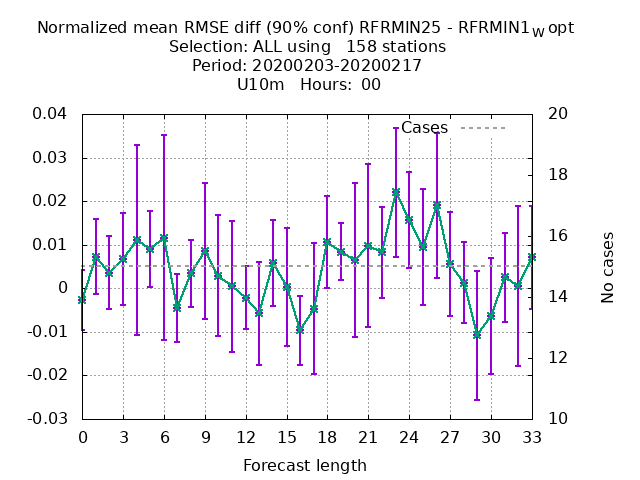 Normalized mean RMSE diff (90% conf) RFRMIN25 - RFRMIN1w opt
Selection: ALL using 158 stations
Period: 20200203-20200217
U10m Hours: 00
Cases
0.04
0.03
0.02
0.01
0
-0.01
-0.02
-0.03
20
18
16
14
12
10
No cases
0 3 6 9 12 15 18 21 24 27 30 33
Forecast length